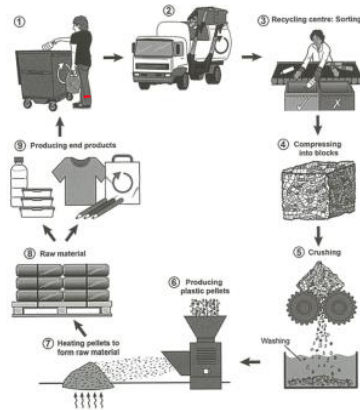 ①
②
③ Recycling centre: Sorting
④ Compressing
into blocks
⑤ Crushing
Washing
⑥ Producing
plastic pellets
⑦ Heating pellets to
form raw material
⑧ Raw material
⑨ Producing end products